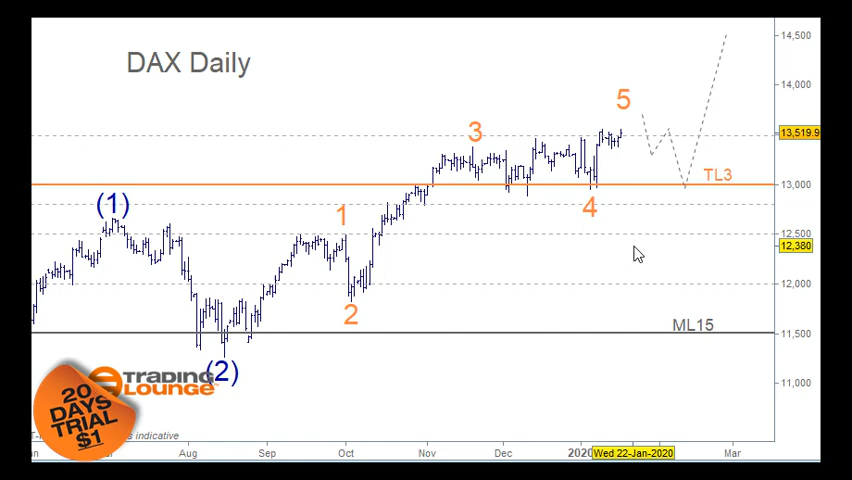 14,500
DAX Daily
14,000
5
3
13,519.9
TL3
13,000
(1)
1
4
12,500
12,380
12,000
2
ML15
11,500
(2)
TRADING
LOUNGE
11,000
20
DAYS
TRIAL
$1
indicative
Aug
Sep
Oct
Nov
Dec
2020
Wed 22-Jan-2020
Mar